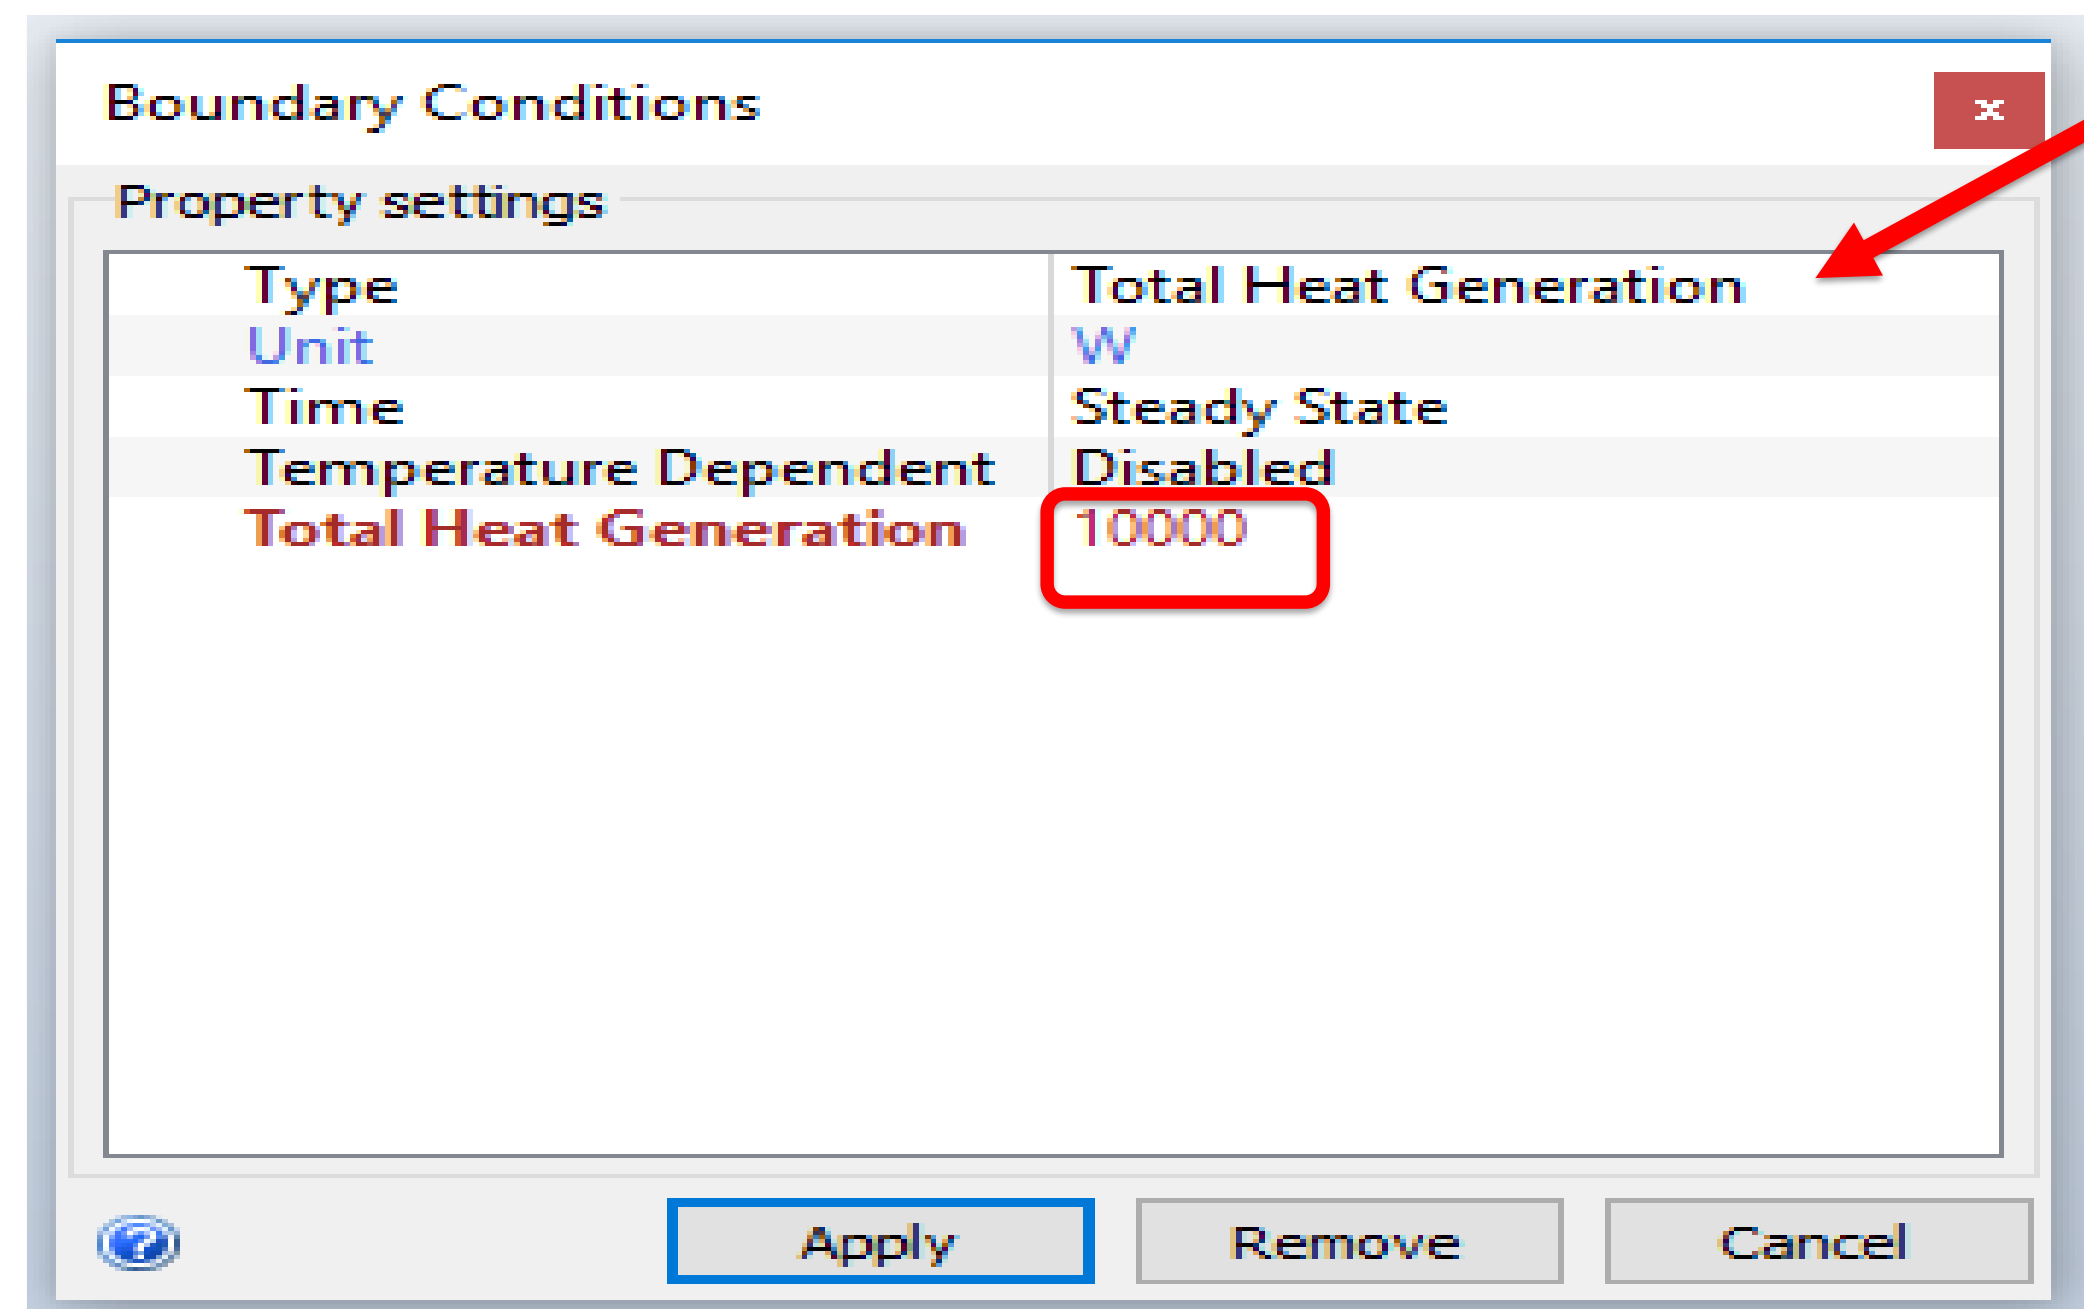 Boundary Conditions
x
Property settings
Type Total Heat Generation
Unit W
Time Steady State
Temperature Dependent Disabled
Total Heat Generation 10000
? Apply Remove Cancel